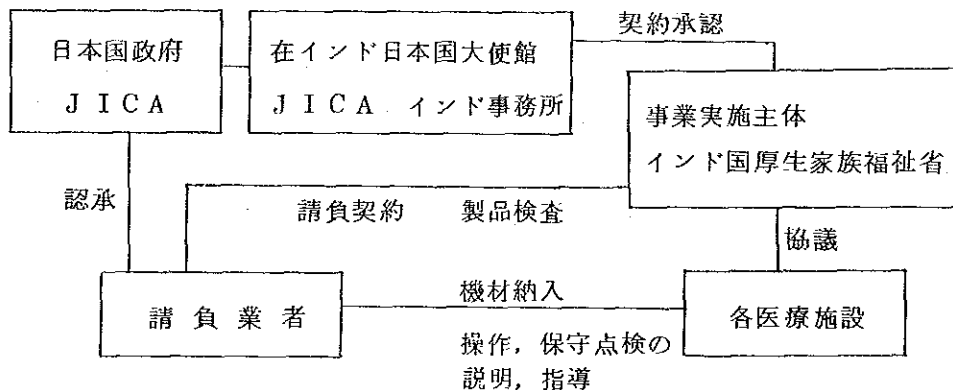 契約承認
日本国政府
JICA
在インド日本国大使館
JICA インド事務所
事業実施主体
インド国厚生家族福祉省
認承
請負契約 製品検査
協議
請負業者
機材納入
各医療施設
操作,保守点検の
説明,指導